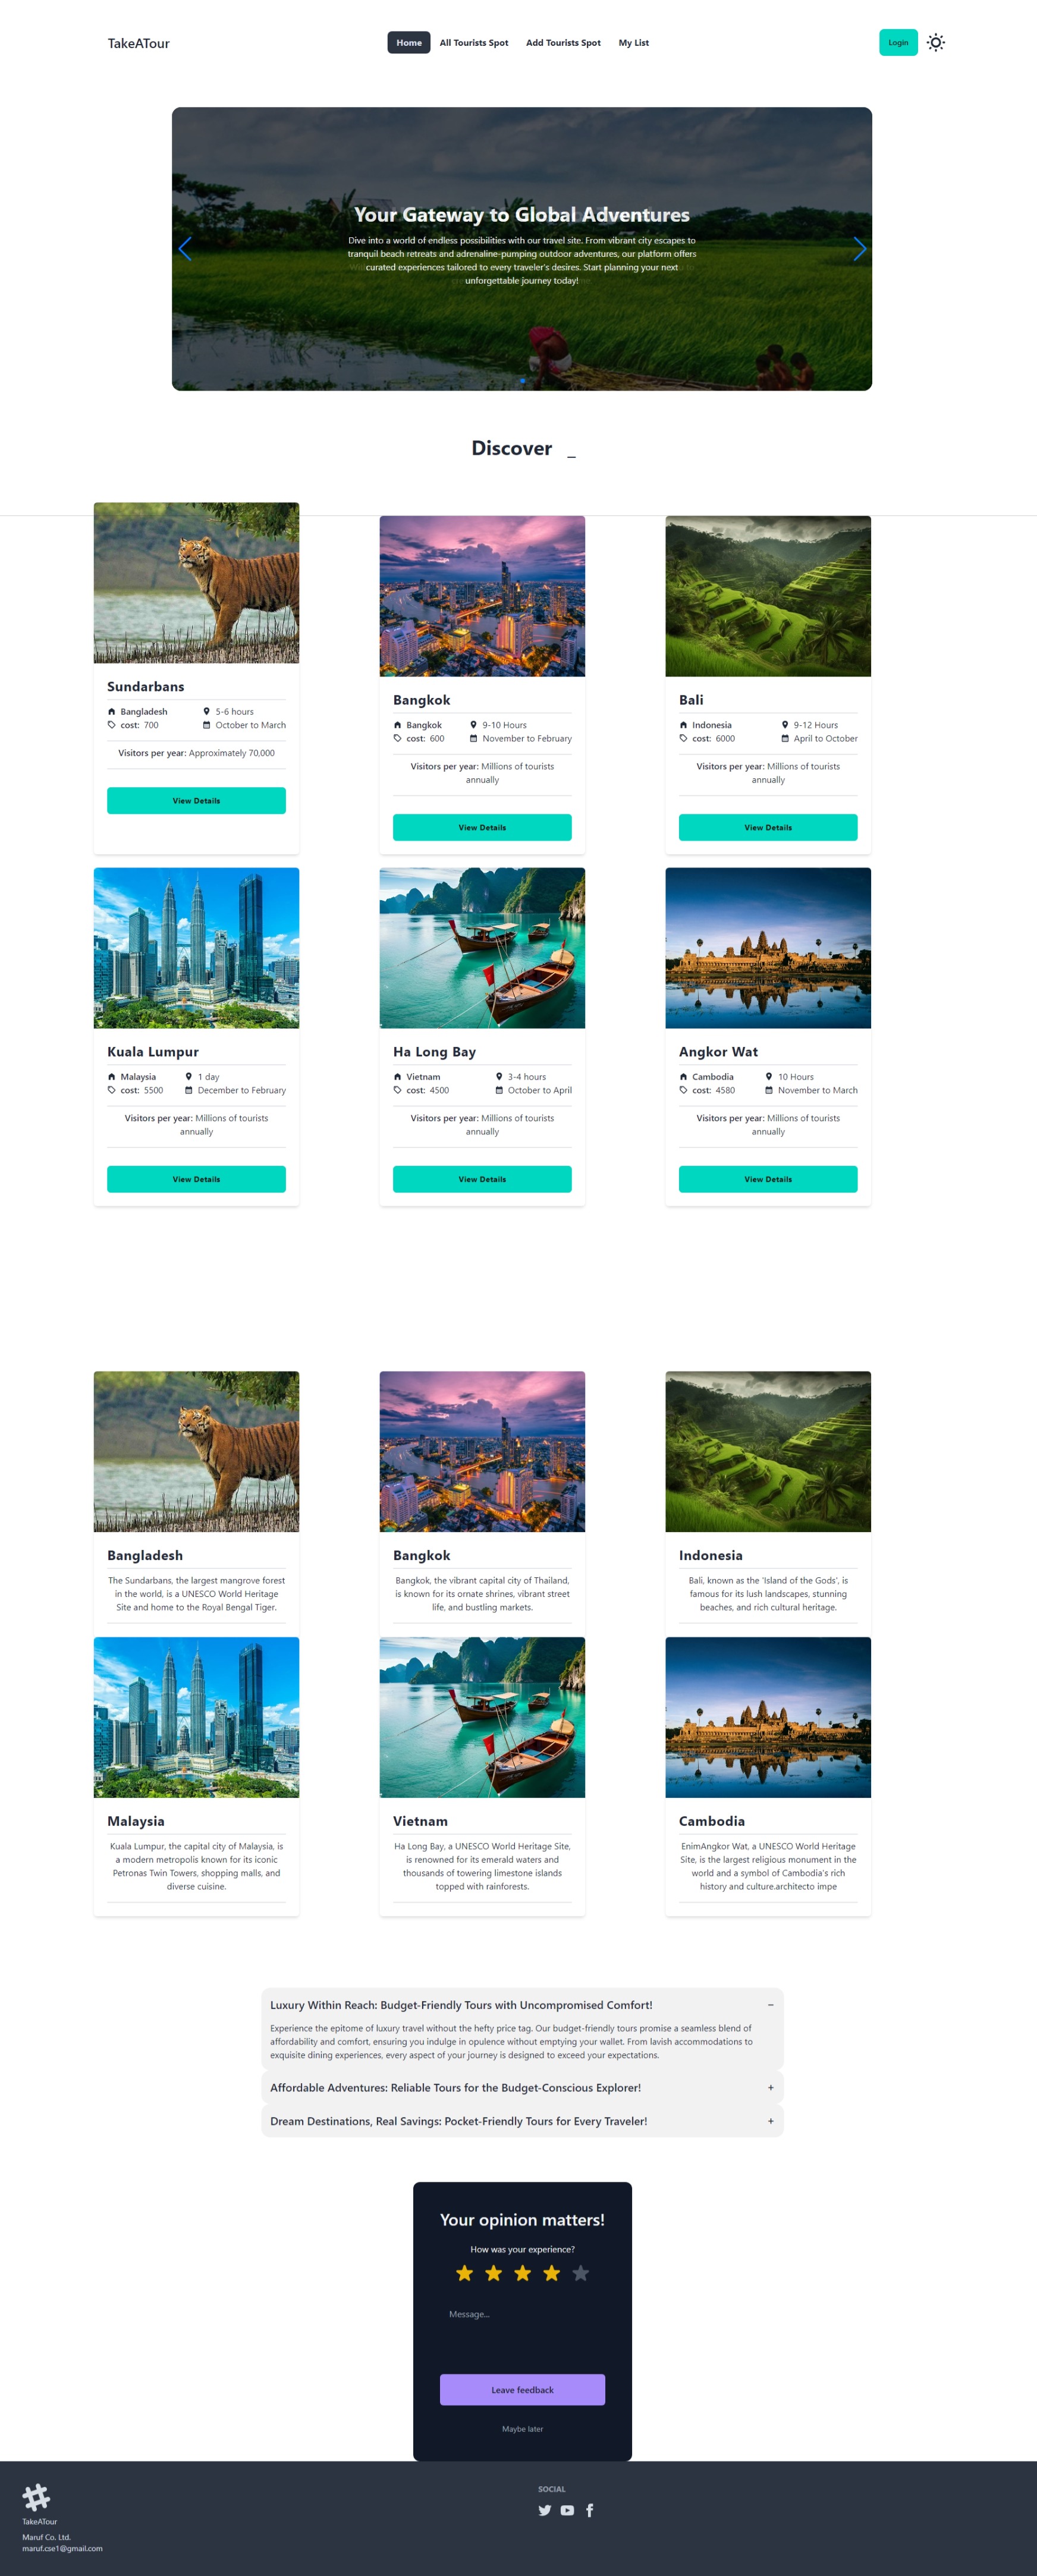 TakeATour
Home
All Tourists Spot
Add Tourists Spot
My List
Login
Your Gateway to Global Adventures
Dive into a world of endless possibilities with our travel site. From vibrant city escapes to
tranquil beach retreats and adrenaline-pumping outdoor adventures, our platform offers
curated experiences tailored to every traveler's desires. Start planning your next
unforgettable journey today!
Discover _
Sundarbans
Bangladesh
5-6 hours
cost: 700
October to March
Visitors per year: Approximately 70,000
View Details
Bangkok
Bangkok
9-10 Hours
cost: 600
November to February
Visitors per year: Millions of tourists
annually
View Details
Bali
Indonesia
9-12 Hours
cost: 6000
April to October
Visitors per year: Millions of tourists
annually
View Details
Kuala Lumpur
Malaysia
1 day
cost: 5500
December to February
Visitors per year: Millions of tourists
annually
View Details
Ha Long Bay
Vietnam
3-4 hours
cost: 4500
October to April
Visitors per year: Millions of tourists
annually
View Details
Angkor Wat
Cambodia
10 Hours
cost: 4580
November to March
Visitors per year: Millions of tourists
annually
View Details
Bangladesh
The Sundarbans, the largest mangrove forest
in the world, is a UNESCO World Heritage
Site and home to the Royal Bengal Tiger.
Bangkok
Bangkok, the vibrant capital city of Thailand,
is known for its ornate shrines, vibrant street
life, and bustling markets.
Indonesia
Bali, known as the 'Island of the Gods', is
famous for its lush landscapes, stunning
beaches, and rich cultural heritage.
Malaysia
Kuala Lumpur, the capital city of Malaysia, is
a modern metropolis known for its iconic
Petronas Twin Towers, shopping malls, and
diverse cuisine.
Vietnam
Ha Long Bay, a UNESCO World Heritage Site,
is renowned for its emerald waters and
thousands of towering limestone islands
topped with rainforests.
Cambodia
EnimAngkor Wat, a UNESCO World Heritage
Site, is the largest religious monument in the
world and a symbol of Cambodia's rich
history and culture.architecto impe
Luxury Within Reach: Budget-Friendly Tours with Uncompromised Comfort! −
Experience the epitome of luxury travel without the hefty price tag. Our budget-friendly tours promise a seamless blend of
affordability and comfort, ensuring you indulge in opulence without emptying your wallet. From lavish accommodations to
exquisite dining experiences, every aspect of your journey is designed to exceed your expectations.
Affordable Adventures: Reliable Tours for the Budget-Conscious Explorer! +
Dream Destinations, Real Savings: Pocket-Friendly Tours for Every Traveler! +
Your opinion matters!
How was your experience?
Message...
Leave feedback
Maybe later
TakeATour
Maruf Co. Ltd.
maruf.cse1@gmail.com
SOCIAL